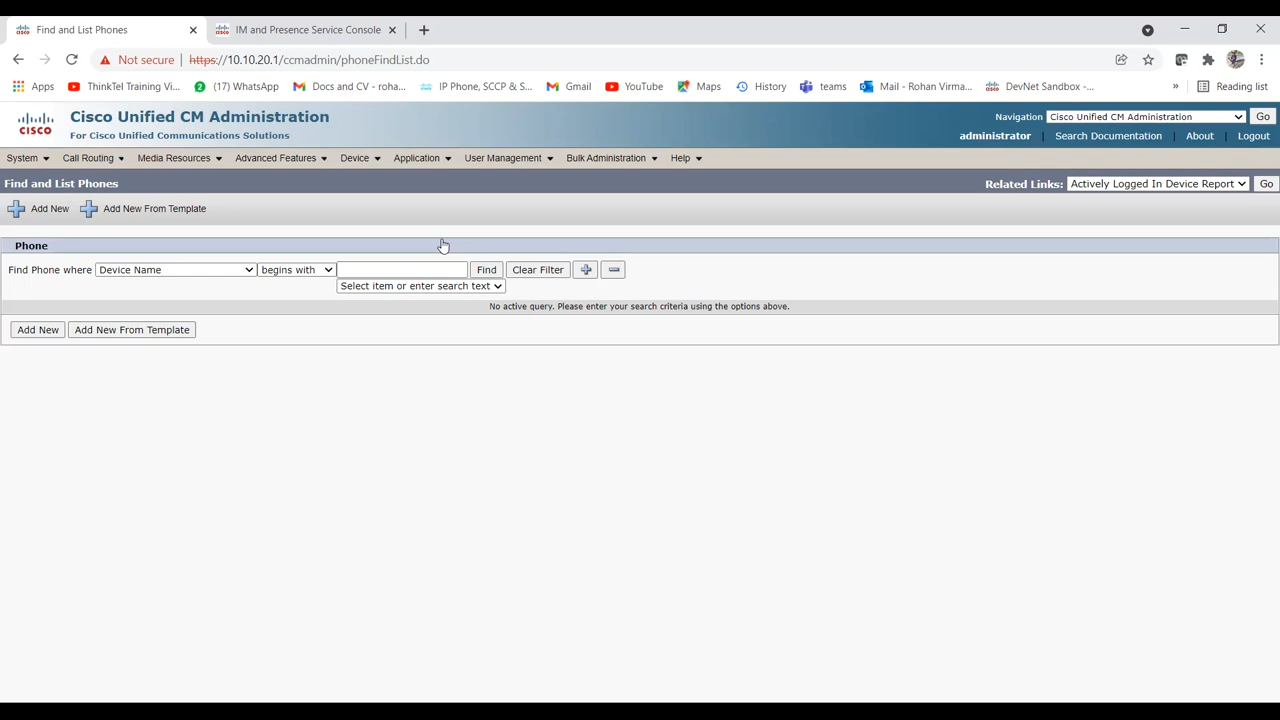 Find and List Phones
IM and Presence Service Console
Not secure
https://10.10.20.1/ccmadmin/phoneFindList.do
Apps
ThinkTel Training Vi...
2
(17) WhatsApp
Docs and CV - roha...
IP Phone, SCCP & S...
Gmail
YouTube
Maps
History
teams
Mail - Rohan Virma...
DevNet Sandbox -...
»
Reading list
CISCO
Cisco Unified CM Administration
For Cisco Unified Communications Solutions
Navigation Cisco Unified CM Administration Go
administrator Search Documentation About Logout
System Call Routing Media Resources Advanced Features Device Application User Management Bulk Administration Help
Find and List Phones
Related Links: Actively Logged In Device Report Go
Add New Add New From Template
Phone
Find Phone where Device Name begins with Find Clear Filter
Select item or enter search text
No active query. Please enter your search criteria using the options above.
Add New Add New From Template